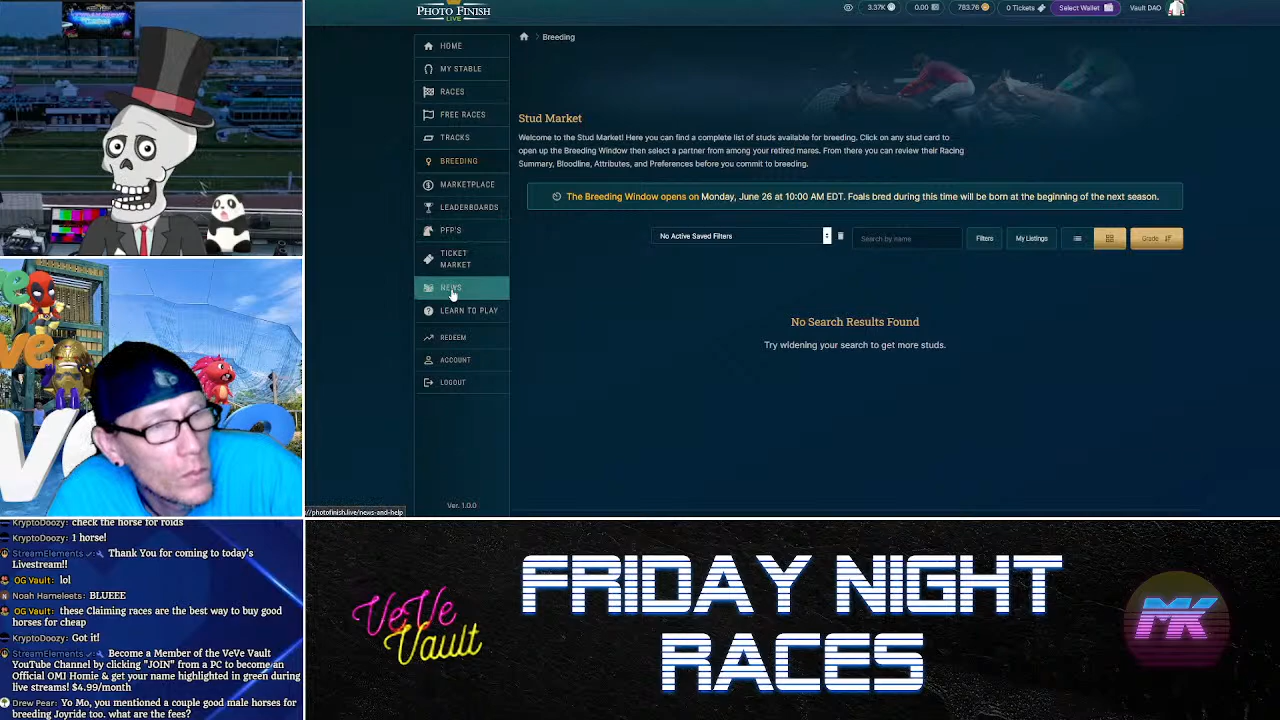 PHOTO FINISH
LIVE
3.37K
0.00
783.76
0 Tickets
Select Wallet
Vault DAO
HOME
MY STABLE
RACES
FREE RACES
TRACKS
BREEDING
MARKETPLACE
LEADERBOARDS
PFP'S
TICKET
MARKET
NEWS
LEARN TO PLAY
REDEEM
ACCOUNT
LOGOUT
Ver. 1.0.0
//photofinish.live/news-and-help
Breeding
Stud Market
Welcome to the Stud Market! Here you can find a complete list of studs available for breeding. Click on any stud card to
open up the Breeding Window then select a partner from among your retired mares. From there you can review their Racing
Summary, Bloodline, Attributes, and Preferences before you commit to breeding.
The Breeding Window opens on Monday, June 26 at 10:00 AM EDT. Foals bred during this time will be born at the beginning of the next season.
No Active Saved Filters
Search by name
Filters
My Listings
Grade
No Search Results Found
Try widening your search to get more studs.
KryptoDoozy: check the horse for roids
KryptoDoozy: 1 horse!
StreamElements: Thank You for coming to today's
Livestream!!
OG Vault: lol
Noah Hameleets: BLUEEE
OG Vault: these Claiming races are the best way to buy good
horses for cheap
KryptoDoozy: Got it!
StreamElements: Become a Member of the VeVe Vault
YouTube Channel by clicking "JOIN" from a PC to become an
Official OMI Homie & get your name highlighted in green during
live streams! $4.99/month
Drew Pear: Yo Mo, you mentioned a couple good male horses for
breeding Joyride too. what are the fees?
VeVe
Vault
FRIDAY NIGHT
RACES
MK